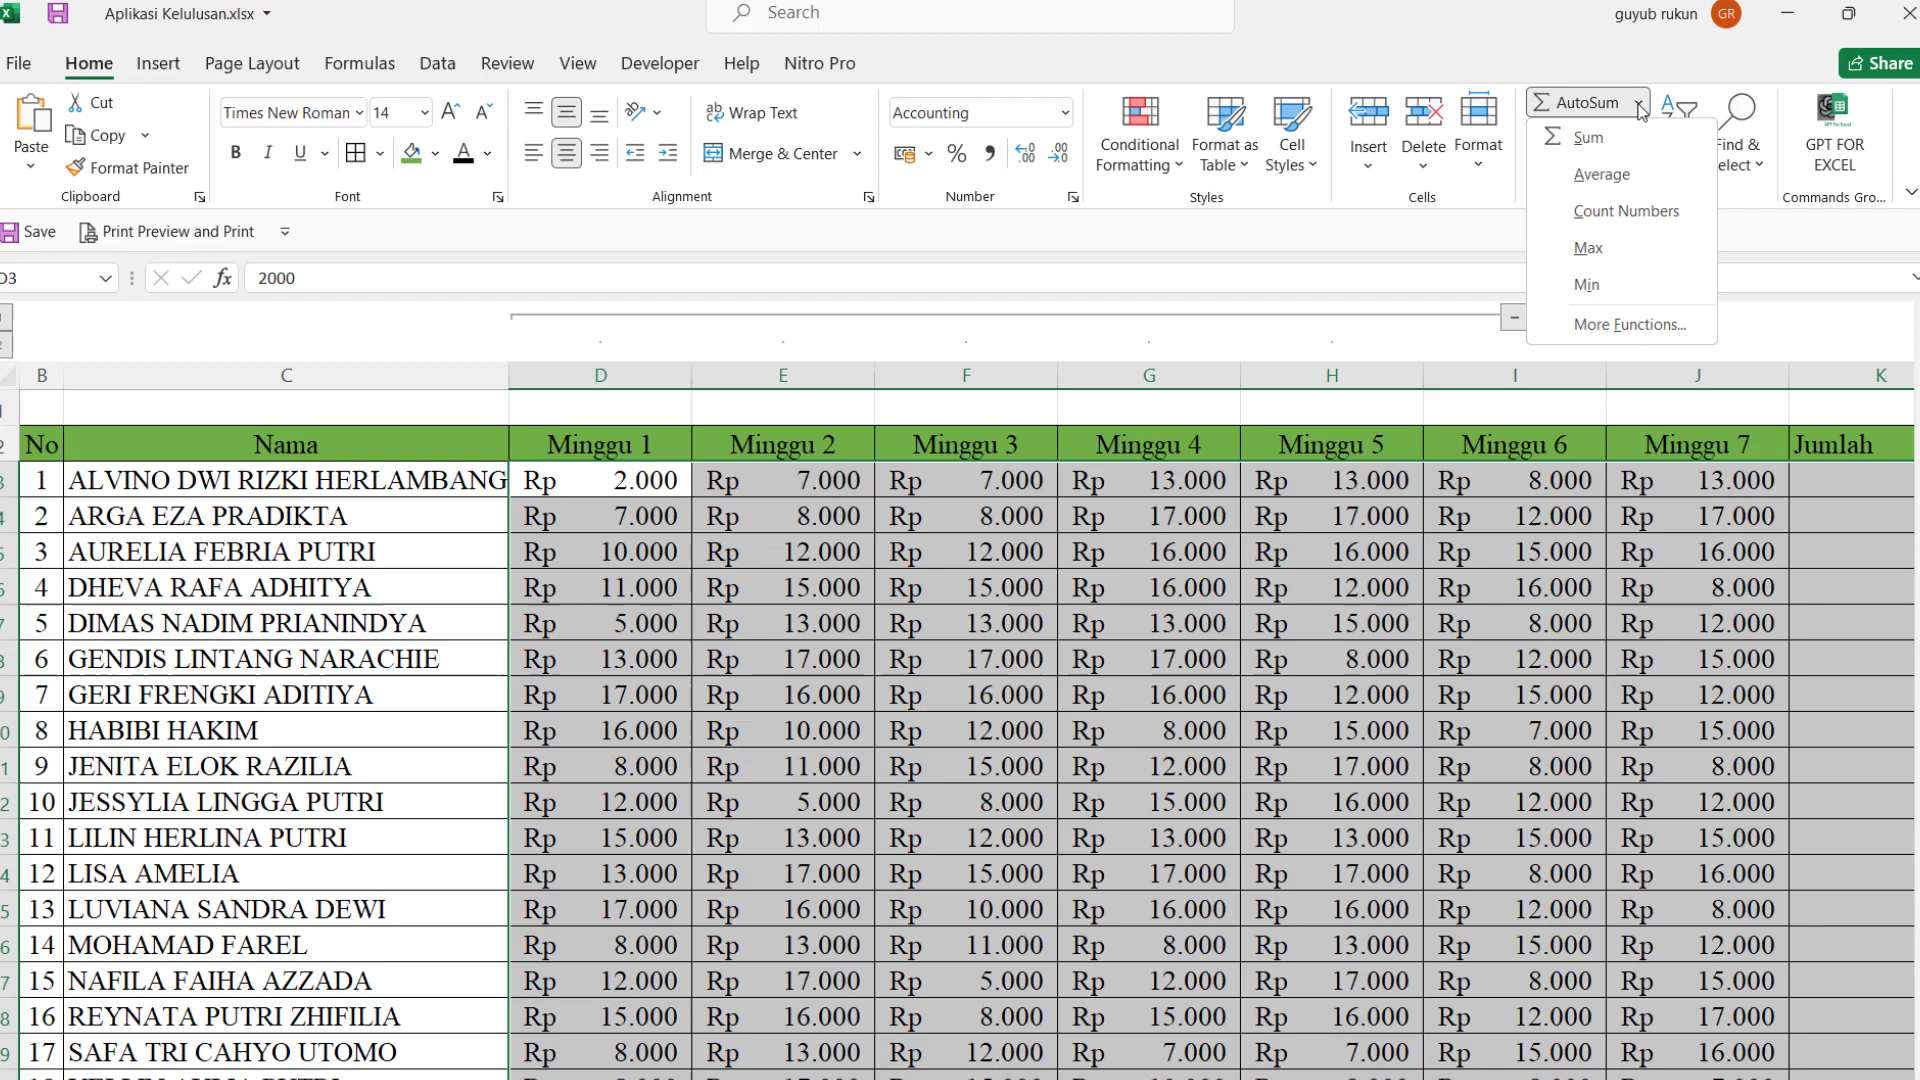 Aplikasi Kelulusan.xlsx
Search
guyub rukun
GR
File Home Insert Page Layout Formulas Data Review View Developer Help Nitro Pro
Share
Paste
Cut
Copy
Format Painter
Clipboard
Times New Roman 14
B I U
Font
Wrap Text
Merge & Center
Alignment
Accounting
Number
Conditional Formatting
Format as Table
Cell Styles
Styles
Insert Delete Format
Cells
AutoSum
Sum
Average
Count Numbers
Max
Min
More Functions...
GPT FOR EXCEL
Commands Gro...
Save Print Preview and Print
D3 fx 2000
B C D E F G H I J K
No Nama Minggu 1 Minggu 2 Minggu 3 Minggu 4 Minggu 5 Minggu 6 Minggu 7 Jumlah
1 ALVINO DWI RIZKI HERLAMBANG Rp 2.000 Rp 7.000 Rp 7.000 Rp 13.000 Rp 13.000 Rp 8.000 Rp 13.000
2 ARGA EZA PRADIKTA Rp 7.000 Rp 8.000 Rp 8.000 Rp 17.000 Rp 17.000 Rp 12.000 Rp 17.000
3 AURELIA FEBRIA PUTRI Rp 10.000 Rp 12.000 Rp 12.000 Rp 16.000 Rp 16.000 Rp 15.000 Rp 16.000
4 DHEVA RAFA ADHITYA Rp 11.000 Rp 15.000 Rp 15.000 Rp 16.000 Rp 12.000 Rp 16.000 Rp 8.000
5 DIMAS NADIM PRIANINDYA Rp 5.000 Rp 13.000 Rp 13.000 Rp 13.000 Rp 15.000 Rp 8.000 Rp 12.000
6 GENDIS LINTANG NARACHIE Rp 13.000 Rp 17.000 Rp 17.000 Rp 17.000 Rp 8.000 Rp 12.000 Rp 15.000
7 GERI FRENGKI ADITIYA Rp 17.000 Rp 16.000 Rp 16.000 Rp 16.000 Rp 12.000 Rp 15.000 Rp 12.000
8 HABIBI HAKIM Rp 16.000 Rp 10.000 Rp 12.000 Rp 8.000 Rp 15.000 Rp 7.000 Rp 15.000
9 JENITA ELOK RAZILIA Rp 8.000 Rp 11.000 Rp 15.000 Rp 12.000 Rp 17.000 Rp 8.000 Rp 8.000
10 JESSYLIA LINGGA PUTRI Rp 12.000 Rp 5.000 Rp 8.000 Rp 15.000 Rp 16.000 Rp 12.000 Rp 12.000
11 LILIN HERLINA PUTRI Rp 15.000 Rp 13.000 Rp 12.000 Rp 13.000 Rp 13.000 Rp 15.000 Rp 15.000
12 LISA AMELIA Rp 13.000 Rp 17.000 Rp 15.000 Rp 17.000 Rp 17.000 Rp 8.000 Rp 16.000
13 LUVIANA SANDRA DEWI Rp 17.000 Rp 16.000 Rp 10.000 Rp 16.000 Rp 16.000 Rp 12.000 Rp 8.000
14 MOHAMAD FAREL Rp 8.000 Rp 13.000 Rp 11.000 Rp 8.000 Rp 13.000 Rp 15.000 Rp 12.000
15 NAFILA FAIHA AZZADA Rp 12.000 Rp 17.000 Rp 5.000 Rp 12.000 Rp 17.000 Rp 8.000 Rp 15.000
16 REYNATA PUTRI ZHIFILIA Rp 15.000 Rp 16.000 Rp 8.000 Rp 15.000 Rp 16.000 Rp 12.000 Rp 17.000
17 SAFA TRI CAHYO UTOMO Rp 8.000 Rp 13.000 Rp 12.000 Rp 7.000 Rp 7.000 Rp 15.000 Rp 16.000